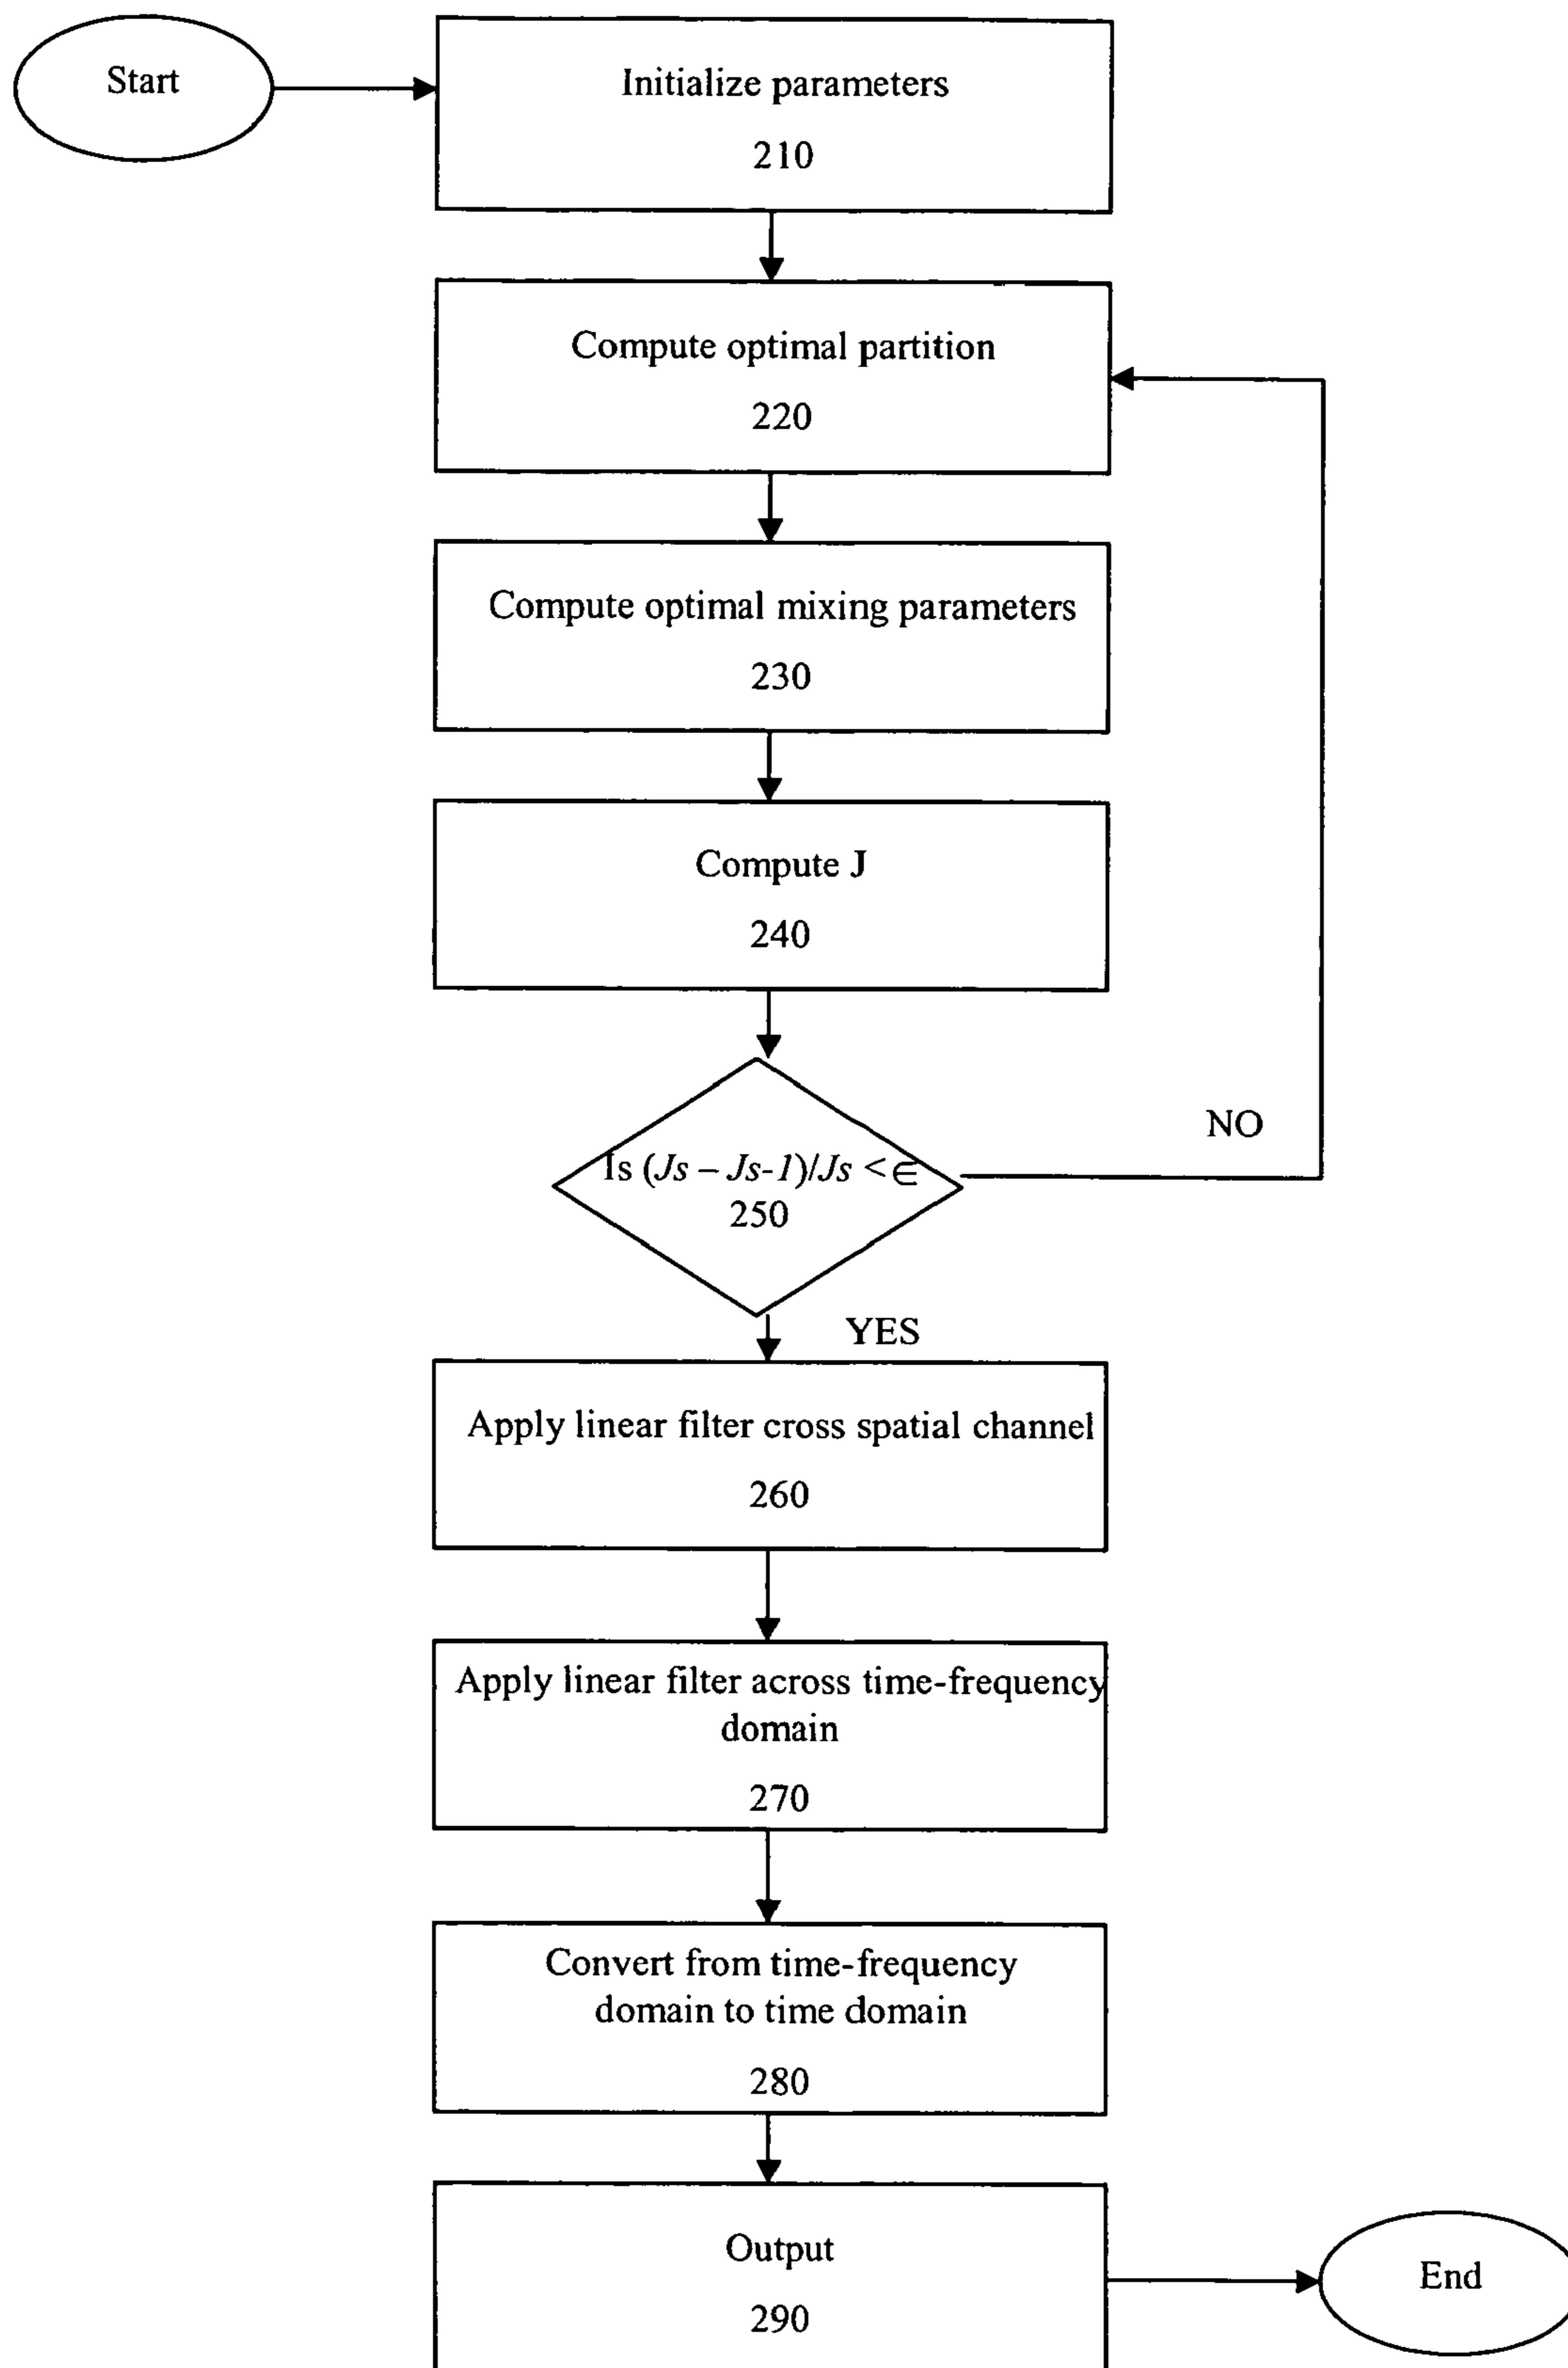 Start
Initialize parameters
210
Compute optimal partition
220
Compute optimal mixing parameters
230
Compute J
240
Is (Js – Js-1)/Js < ∈
250
NO
YES
Apply linear filter cross spatial channel
260
Apply linear filter across time-frequency
domain
270
Convert from time-frequency
domain to time domain
280
Output
290
End